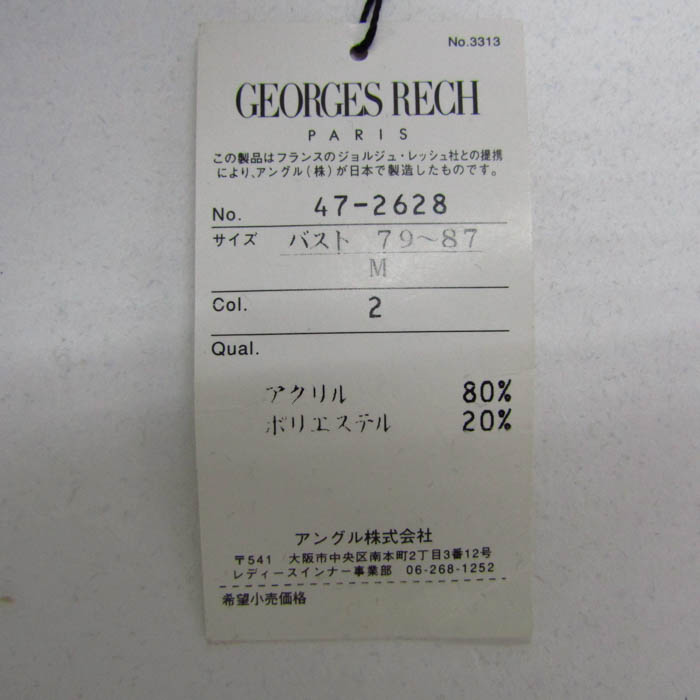 No.3313
GEORGES RECH
PARIS
この製品はフランスのジョルジュ・レッシュ社との提携
により、アングル(株)が日本で製造したものです。
No. 47-2628
サイズ バスト 79~87
M
Col. 2
Qual.
アクリル 80%
ポリエステル 20%
アングル株式会社
〒541 大阪市中央区南本町2丁目3番12号
レディースインナー事業部 06-268-1252
希望小売価格